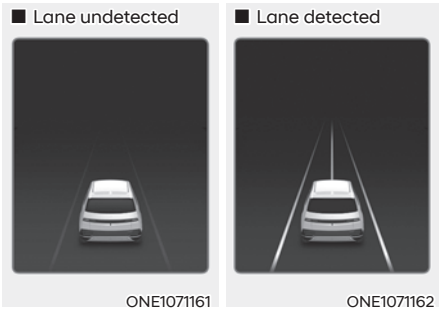 ■ Lane undetected
■ Lane detected
ONE1071161
ONE1071162